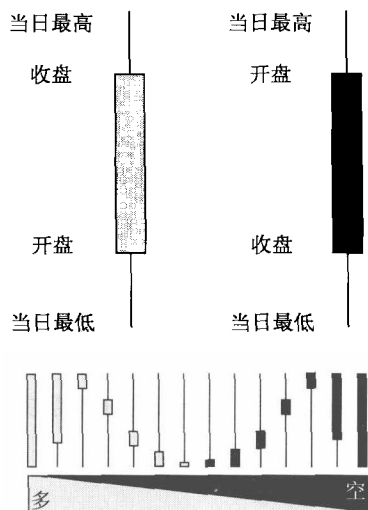 当日最高 当日最高
收盘 开盘
开盘 收盘
当日最低 当日最低
多 空